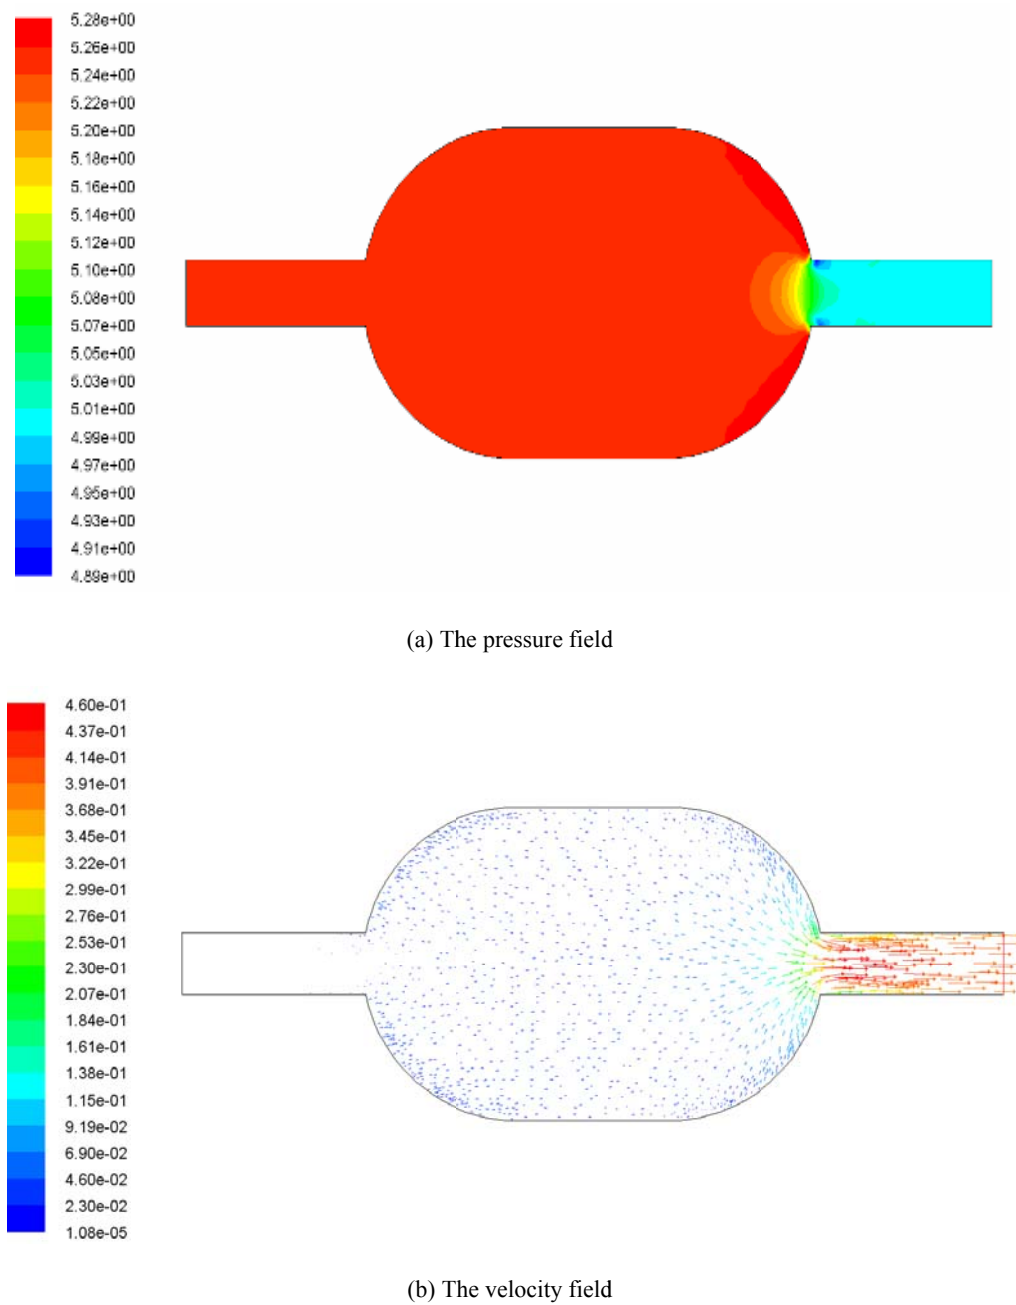 5.28e+00
5.26e+00
5.24e+00
5.22e+00
5.20e+00
5.18e+00
5.16e+00
5.14e+00
5.12e+00
5.10e+00
5.08e+00
5.07e+00
5.05e+00
5.03e+00
5.01e+00
4.99e+00
4.97e+00
4.95e+00
4.93e+00
4.91e+00
4.89e+00
(a) The pressure field
4.60e-01
4.37e-01
4.14e-01
3.91e-01
3.68e-01
3.45e-01
3.22e-01
2.99e-01
2.76e-01
2.53e-01
2.30e-01
2.07e-01
1.84e-01
1.61e-01
1.38e-01
1.15e-01
9.19e-02
6.90e-02
4.60e-02
2.30e-02
1.08e-05
(b) The velocity field